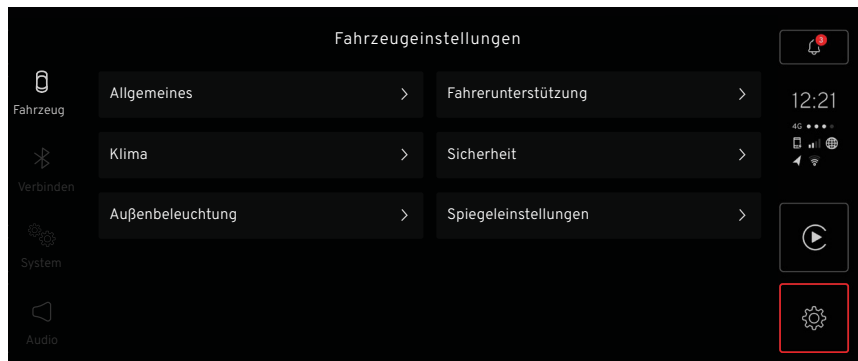 Fahrzeugeinstellungen
3
Fahrzeug
Allgemeines
Fahrerunterstützung
12:21
4G
Verbinden
Klima
Sicherheit
System
Außenbeleuchtung
Spiegeleinstellungen
Audio